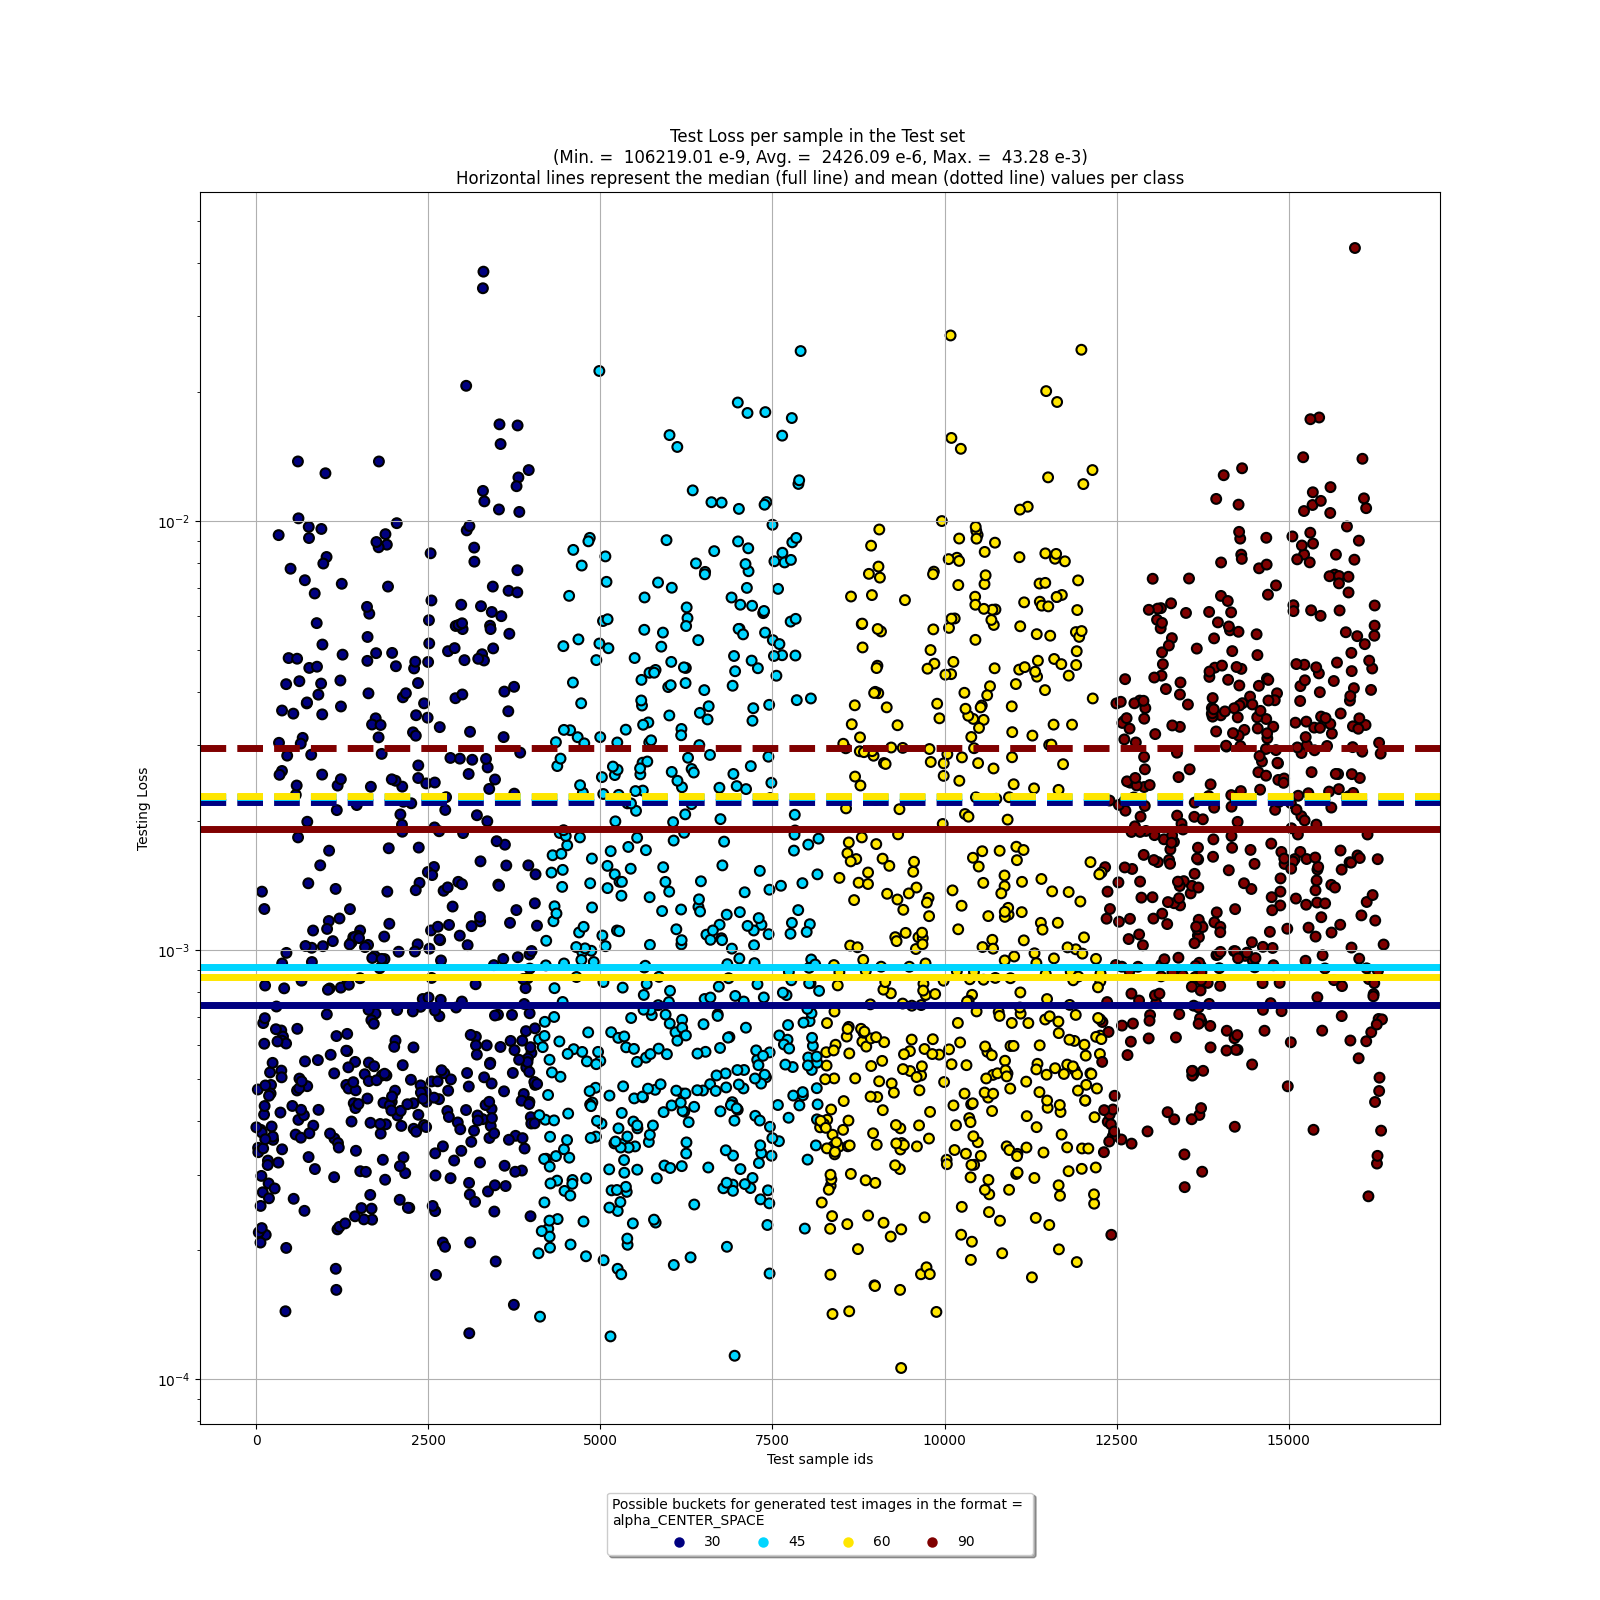 Test Loss per sample in the Test set
(Min. =  106219.01 e-9, Avg. =  2426.09 e-6, Max. =  43.28 e-3)
Horizontal lines represent the median (full line) and mean (dotted line) values per class
Testing Loss
10⁻²
10⁻³
10⁻⁴
0 2500 5000 7500 10000 12500 15000
Test sample ids
Possible buckets for generated test images in the format =
alpha_CENTER_SPACE
30 45 60 90